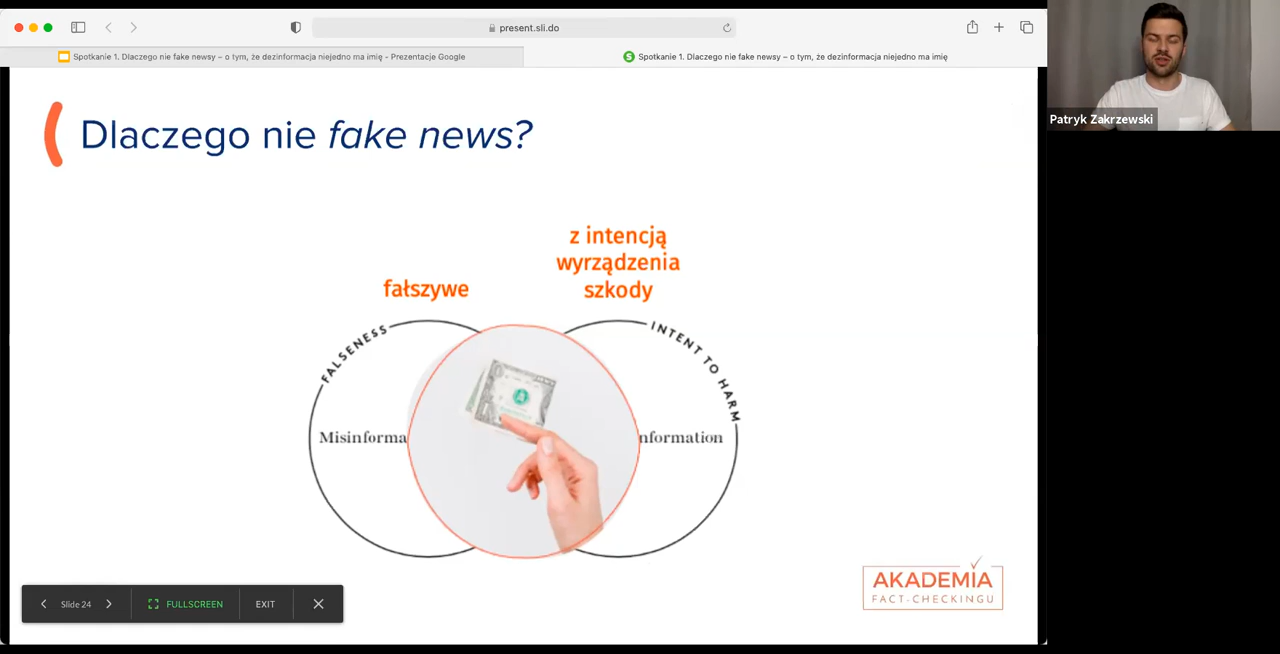 present.sli.do
Spotkanie 1. Dlaczego nie fake newsy – o tym, że dezinformacja niejedno ma imię - Prezentacje Google
S Spotkanie 1. Dlaczego nie fake newsy – o tym, że dezinformacja niejedno ma imię
Patryk Zakrzewski
Dlaczego nie fake news?
z intencją
wyrządzenia
szkody
fałszywe
FALSENESS
INTENT TO HARM
Misinforma
nformation
AKADEMIA
FACT-CHECKINGU
Slide 24
FULLSCREEN
EXIT